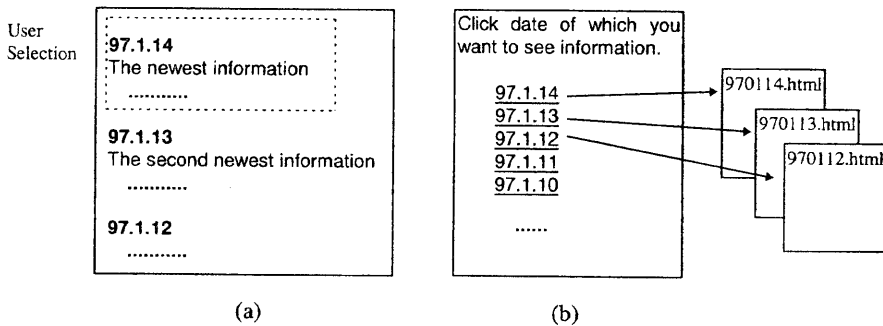 User
Selection
97.1.14
The newest information
...........
97.1.13
The second newest information
...........
97.1.12
...........
(a)
Click date of which you
want to see information.
97.1.14
97.1.13
97.1.12
97.1.11
97.1.10
......
970114.html
970113.html
970112.html
(b)